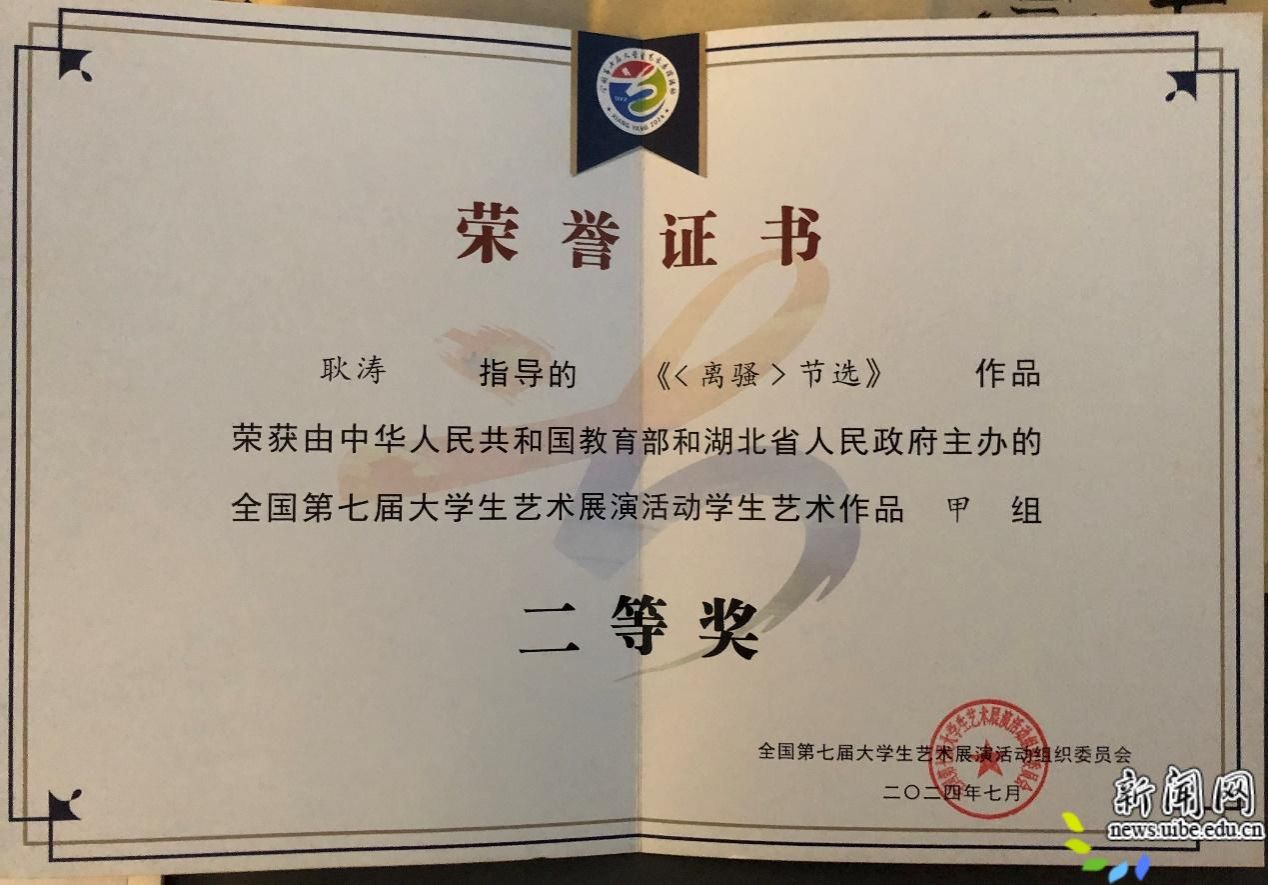 XIANG YANG 2024
荣誉证书
耿涛 指导的 《<离骚>节选》 作品
荣获由中华人民共和国教育部和湖北省人民政府主办的
全国第七届大学生艺术展演活动学生艺术作品 甲 组
二等奖
全国第七届大学生艺术展演活动组织委员会
二〇二四年七月
新闻网
news.uibe.edu.cn